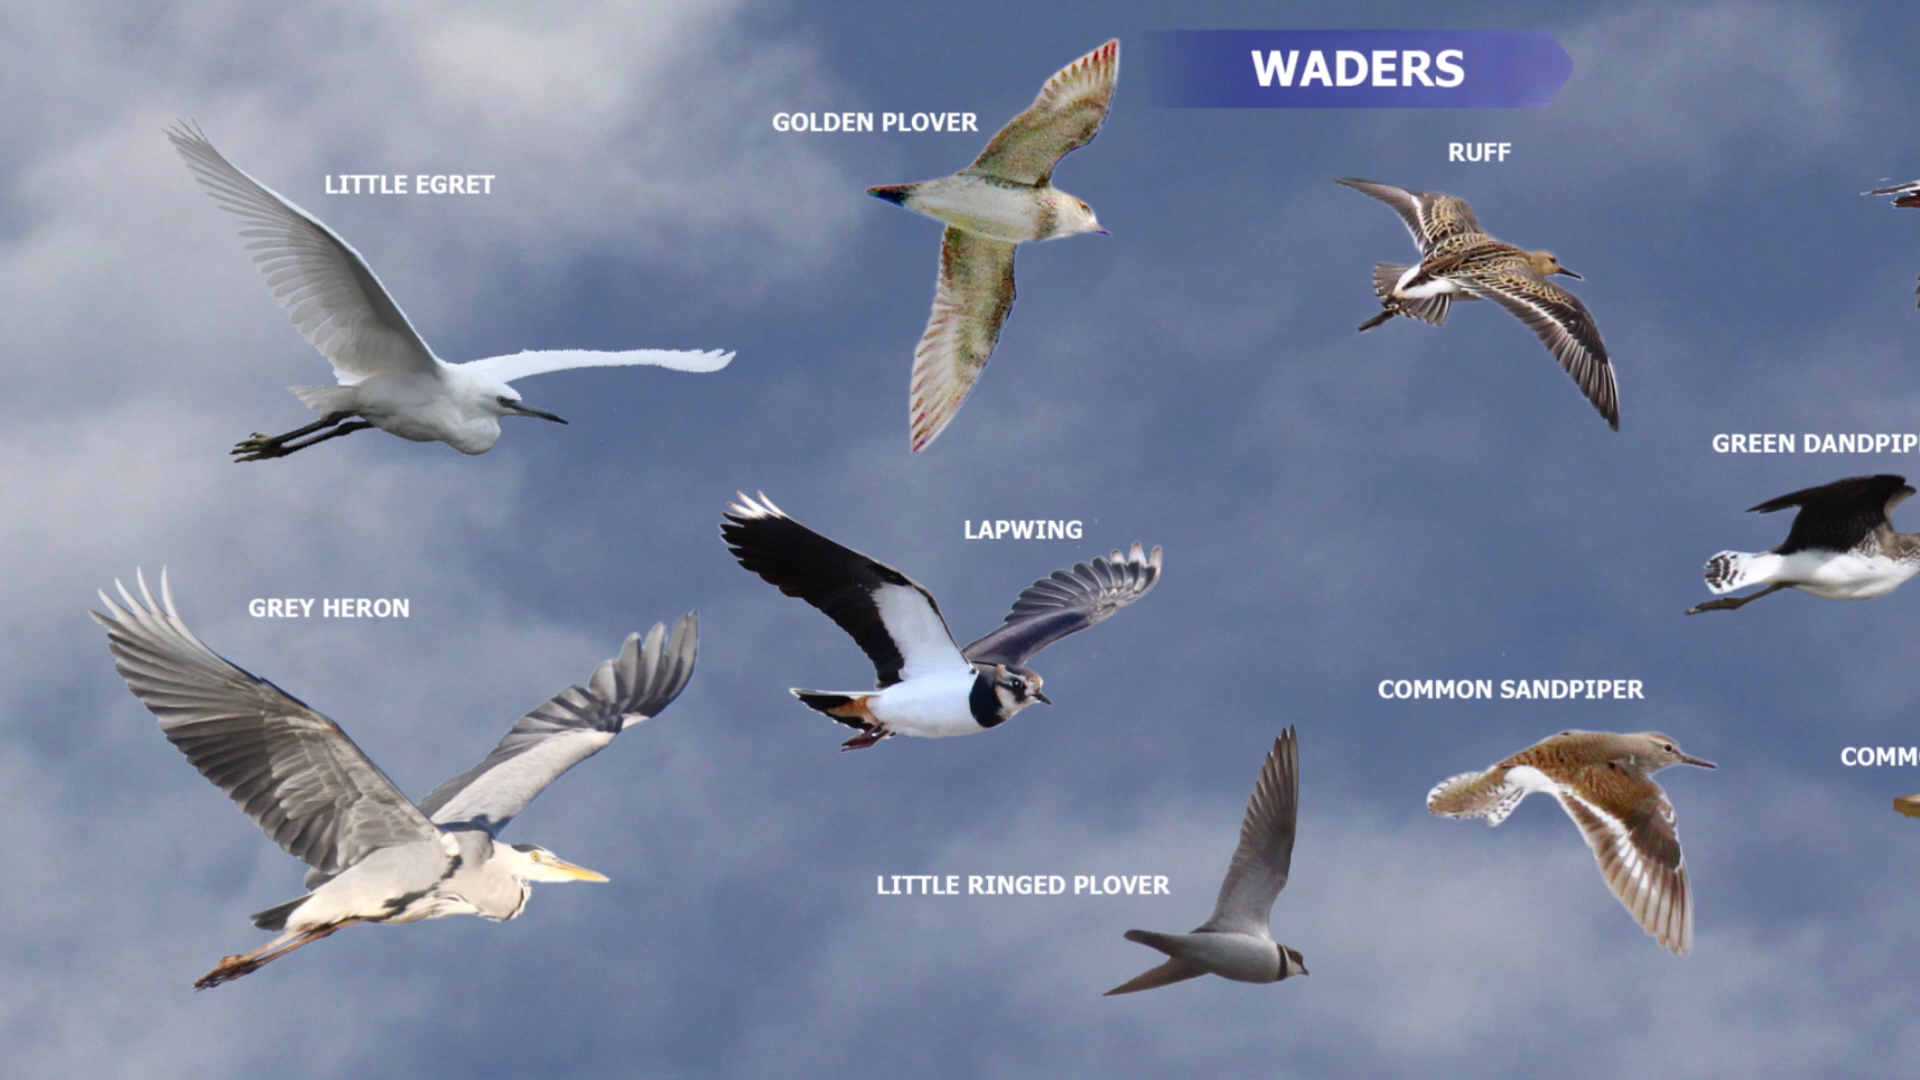 WADERS
GOLDEN PLOVER
RUFF
LITTLE EGRET
GREEN DANDPIP
LAPWING
GREY HERON
COMMON SANDPIPER
COMM
LITTLE RINGED PLOVER